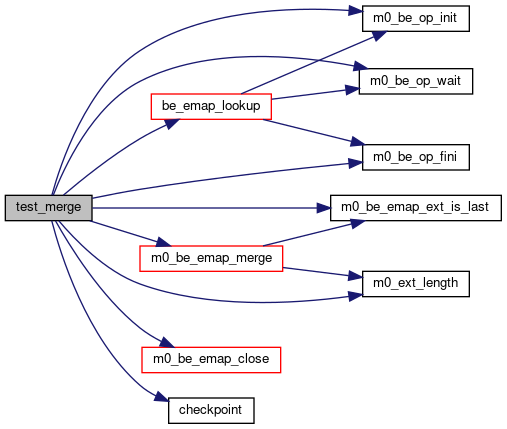 m0_be_op_init
m0_be_op_wait
be_emap_lookup
m0_be_op_fini
test_merge
m0_be_emap_ext_is_last
m0_be_emap_merge
m0_ext_length
m0_be_emap_close
checkpoint